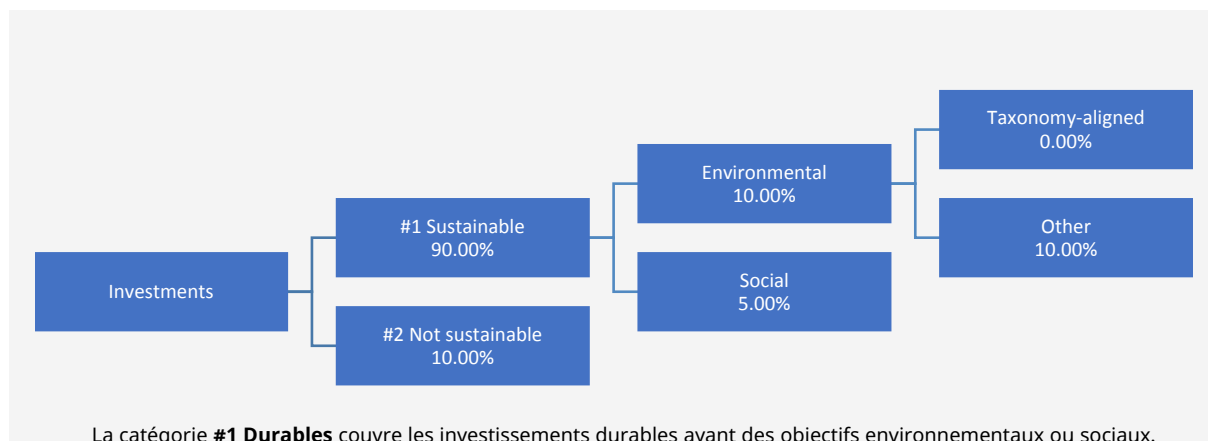 Taxonomy-aligned
0.00%
Environmental
10.00%
#1 Sustainable
90.00%
Other
10.00%
Investments
Social
5.00%
#2 Not sustainable
10.00%
La catégorie #1 Durables couvre les investissements durables ayant des objectifs environnementaux ou sociaux.